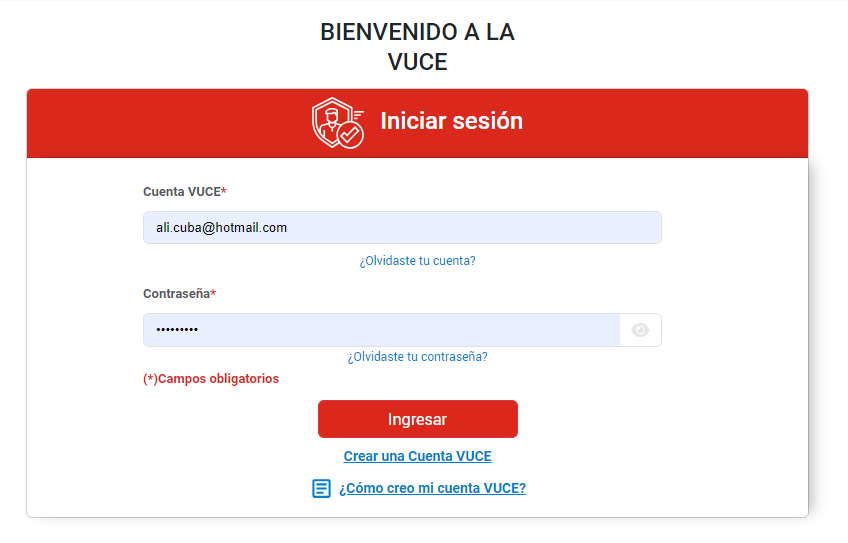 BIENVENIDO A LA
VUCE
Iniciar sesión
Cuenta VUCE*
ali.cuba@hotmail.com
¿Olvidaste tu cuenta?
Contraseña*
•••••••••
¿Olvidaste tu contraseña?
(*)Campos obligatorios
Ingresar
Crear una Cuenta VUCE
¿Cómo creo mi cuenta VUCE?